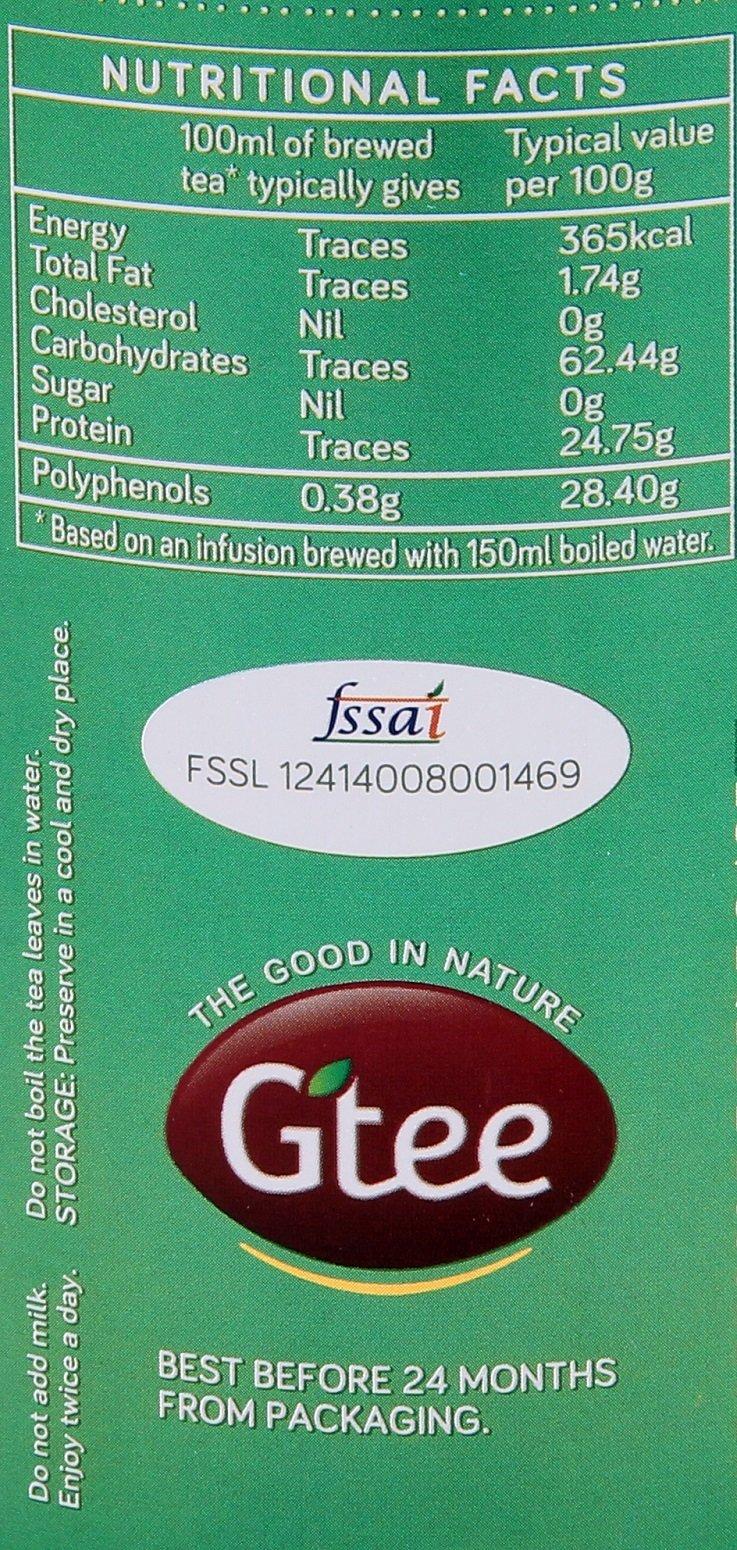 NUTRITIONAL FACTS
100ml of brewed tea* typically gives Typical value per 100g
Energy Traces 365kcal
Total Fat Traces 1.74g
Cholesterol Nil 0g
Carbohydrates Traces 62.44g
Sugar Nil 0g
Protein Traces 24.75g
Polyphenols 0.38g 28.40g
* Based on an infusion brewed with 150ml boiled water.
Do not add milk. Do not boil the tea leaves in water.
Enjoy twice a day. STORAGE: Preserve in a cool and dry place.
fssai
FSSL 12414008001469
THE GOOD IN NATURE
Gtee
BEST BEFORE 24 MONTHS
FROM PACKAGING.